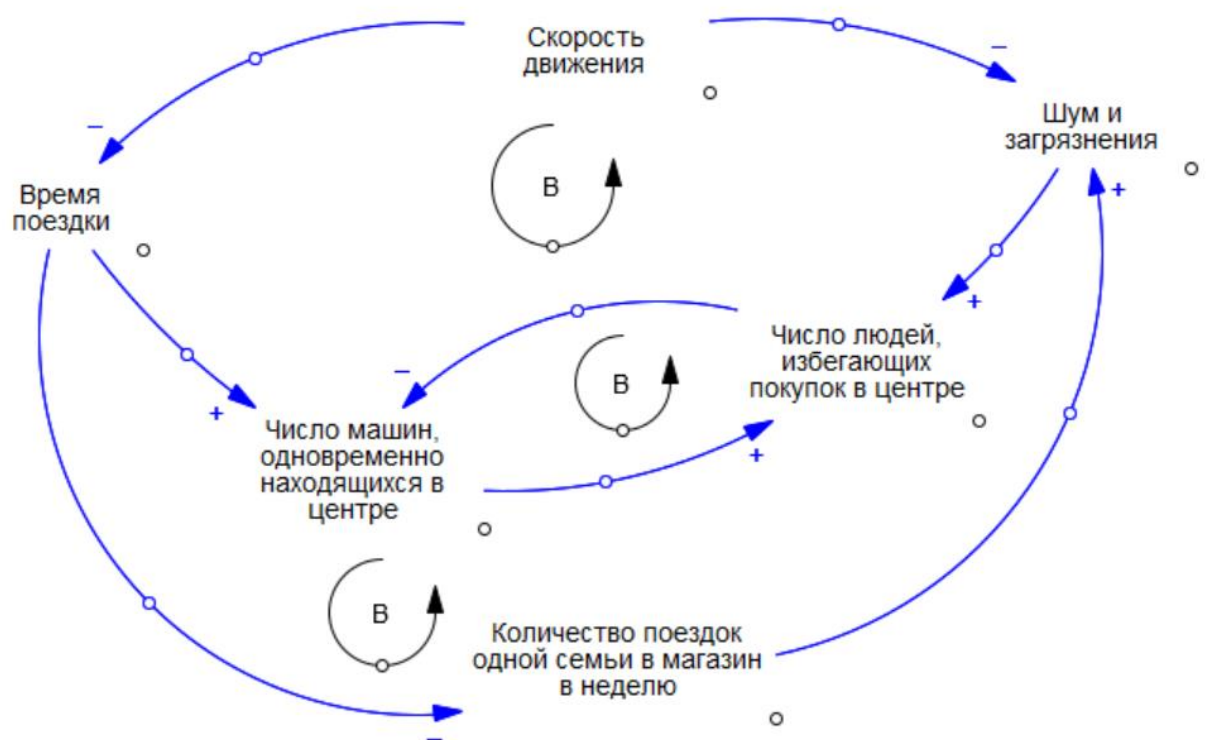 Скорость
движения
–
–
Шум и
загрязнения
–
Время
поездки
B
+
+
Число людей,
избегающих
покупок в центре
B
–
+
Число машин,
одновременно
находящихся в
центре
+
B
Количество поездок
одной семьи в магазин
в неделю
–